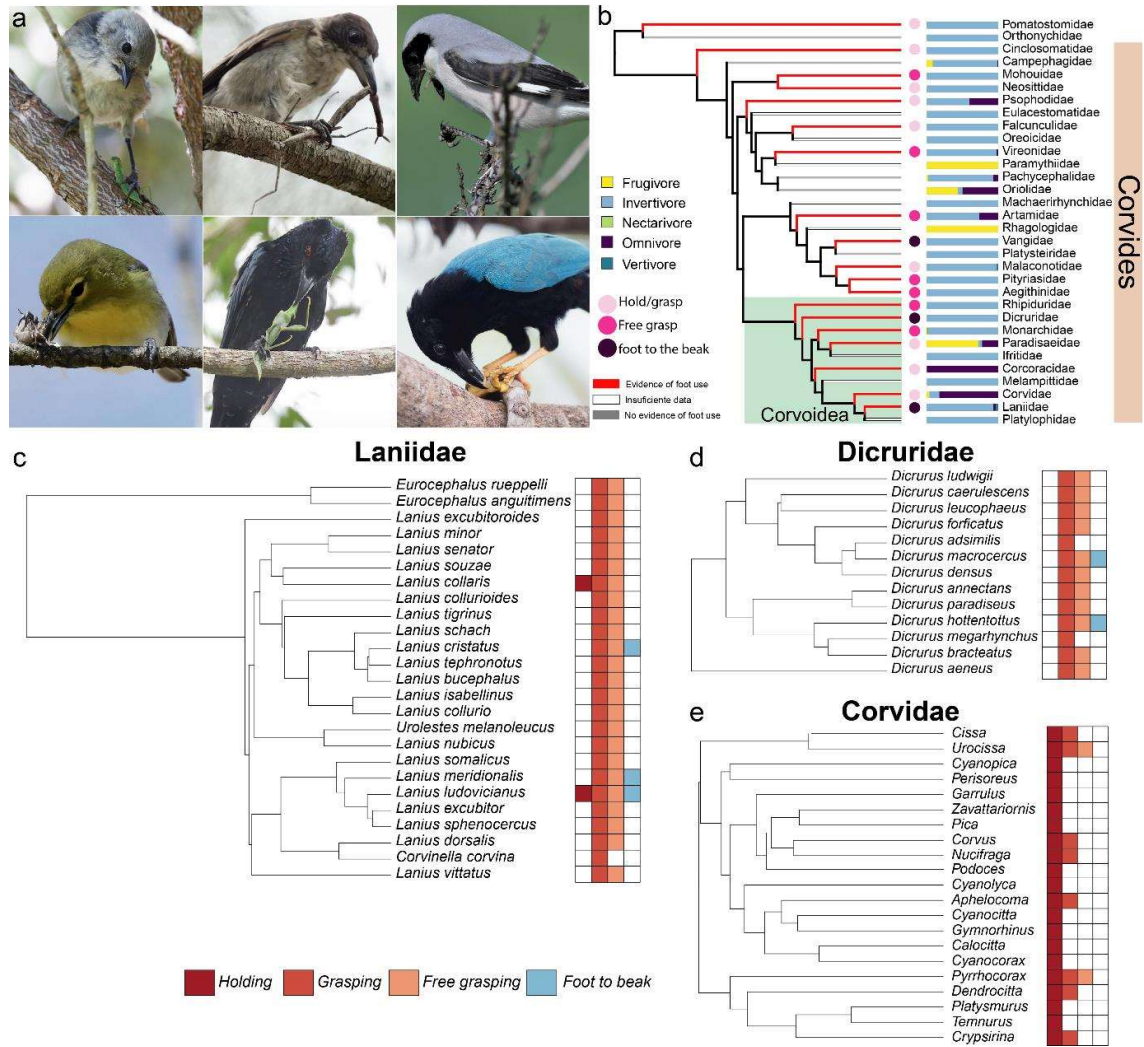 a
b
Pomatostomidae
Orthonychidae
Cinclosomatidae
Campephagidae
Mohouidae
Neosittidae
Psophodidae
Eulacestomatidae
Falcunculidae
Oreoicidae
Vireonidae
Paramythiidae
Pachycephalidae
Oriolidae
Machaerirhynchidae
Artamidae
Rhagologidae
Vangidae
Platysteiridae
Malaconotidae
Pityriasidae
Aegithinidae
Rhipiduridae
Dicruridae
Monarchidae
Paradisaeidae
Ifritidae
Corcoracidae
Melampittidae
Corvidae
Laniidae
Platylophidae
Corvides
Corvoidea
Frugivore
Invertivore
Nectarivore
Omnivore
Vertivore
Hold/grasp
Free grasp
foot to the beak
Evidence of foot use
Insuficiente data
No evidence of foot use
c
Laniidae
Eurocephalus rueppelli
Eurocephalus anguitimens
Lanius excubitoroides
Lanius minor
Lanius senator
Lanius souzae
Lanius collaris
Lanius collurioides
Lanius tigrinus
Lanius schach
Lanius cristatus
Lanius tephronotus
Lanius bucephalus
Lanius isabellinus
Lanius collurio
Urolestes melanoleucus
Lanius nubicus
Lanius somalicus
Lanius meridionalis
Lanius ludovicianus
Lanius excubitor
Lanius sphenocercus
Lanius dorsalis
Corvinella corvina
Lanius vittatus
Holding
Grasping
Free grasping
Foot to beak
d
Dicruridae
Dicrurus ludwigii
Dicrurus caerulescens
Dicrurus leucophaeus
Dicrurus forficatus
Dicrurus adsimilis
Dicrurus macrocercus
Dicrurus densus
Dicrurus annectans
Dicrurus paradiseus
Dicrurus hottentottus
Dicrurus megarhynchus
Dicrurus bracteatus
Dicrurus aeneus
e
Corvidae
Cissa
Urocissa
Cyanopica
Perisoreus
Garrulus
Zavattariornis
Pica
Corvus
Nucifraga
Podoces
Cyanolyca
Aphelocoma
Cyanocitta
Gymnorhinus
Calocitta
Cyanocorax
Pyrrhocorax
Dendrocitta
Platysmurus
Temnurus
Crypsirina